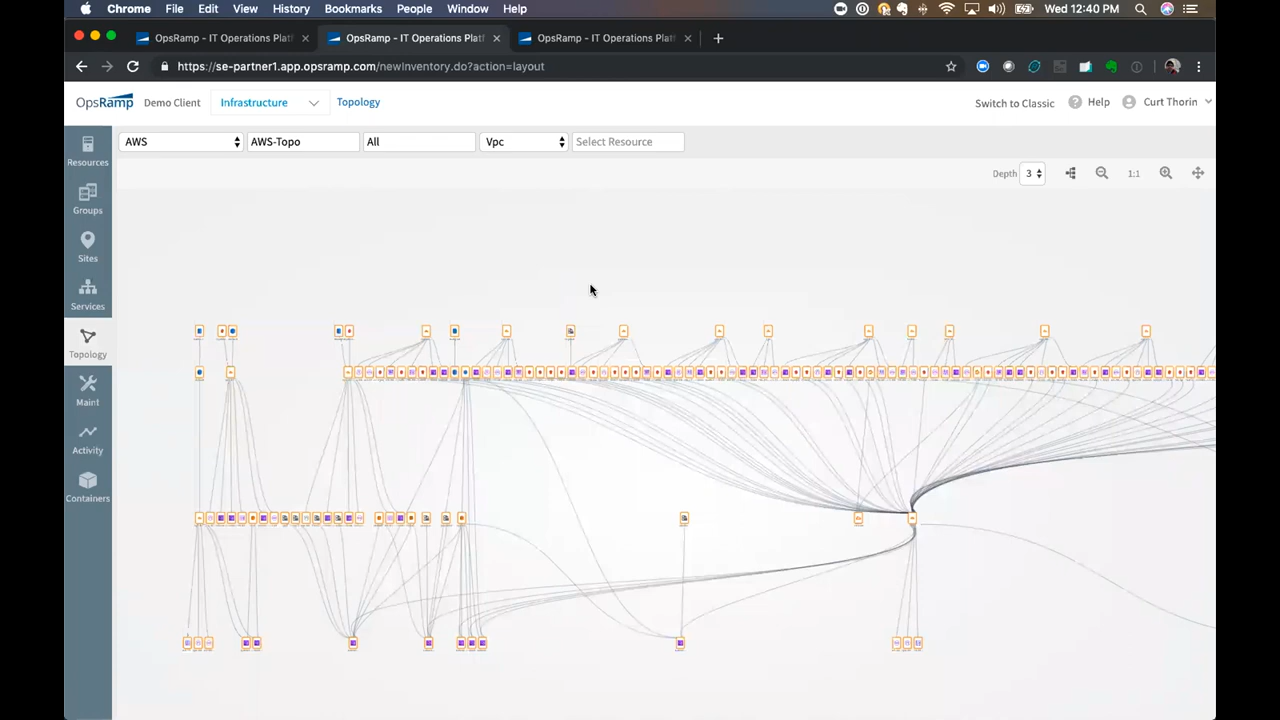 Chrome File Edit View History Bookmarks People Window Help Wed 12:40 PM
OpsRamp - IT Operations Platf OpsRamp - IT Operations Platf OpsRamp - IT Operations Platf
https://se-partner1.app.opsramp.com/newInventory.do?action=layout
OpsRamp Demo Client Infrastructure Topology Switch to Classic Help Curt Thorin
AWS AWS-Topo All Vpc Select Resource
Depth 3 1:1
Resources
Groups
Sites
Services
Topology
Maint
Activity
Containers